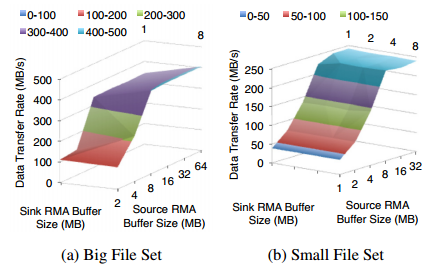 0-100 100-200 200-300
300-400 400-500
1
8
Data Transfer Rate (MB/s)
500
400
300
200
100
0
2 4 8 16 32 64
Sink RMA Buffer
Size (MB)
Source RMA
Buffer Size (MB)
(a) Big File Set
0-50 50-100 100-150
1 2 4 8
Data Transfer Rate (MB/s)
250
200
150
100
50
0
1 2 4 8 16 32
Sink RMA Buffer
Size (MB)
Source RMA
Buffer Size (MB)
(b) Small File Set